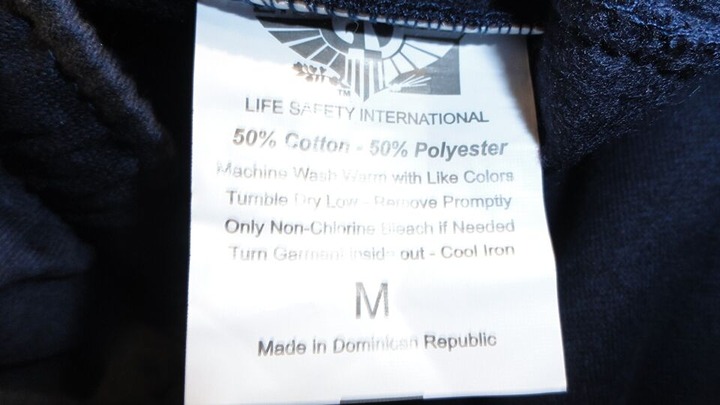 TM
LIFE SAFETY INTERNATIONAL
50% Cotton - 50% Polyester
Machine Wash Warm with Like Colors
Tumble Dry Low - Remove Promptly
Only Non-Chlorine Bleach if Needed
Turn Garment inside out - Cool Iron
M
Made in Dominican Republic